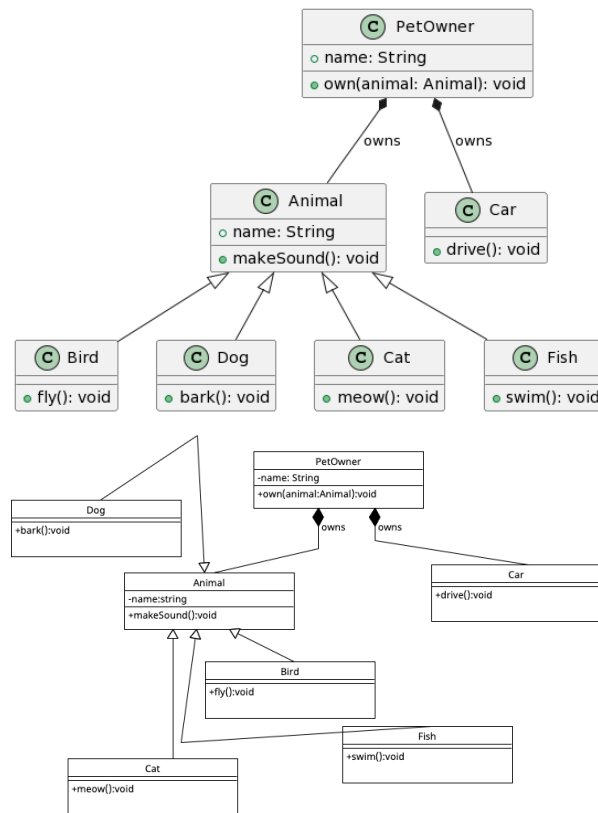 C PetOwner
name: String
own(animal: Animal): void
owns
owns
C Animal
name: String
makeSound(): void
C Car
drive(): void
C Bird
fly(): void
C Dog
bark(): void
C Cat
meow(): void
C Fish
swim(): void
PetOwner
-name: String
+own(animal:Animal):void
owns
owns
Dog
+bark():void
Animal
-name:string
+makeSound():void
Car
+drive():void
Bird
+fly():void
Fish
+swim():void
Cat
+meow():void